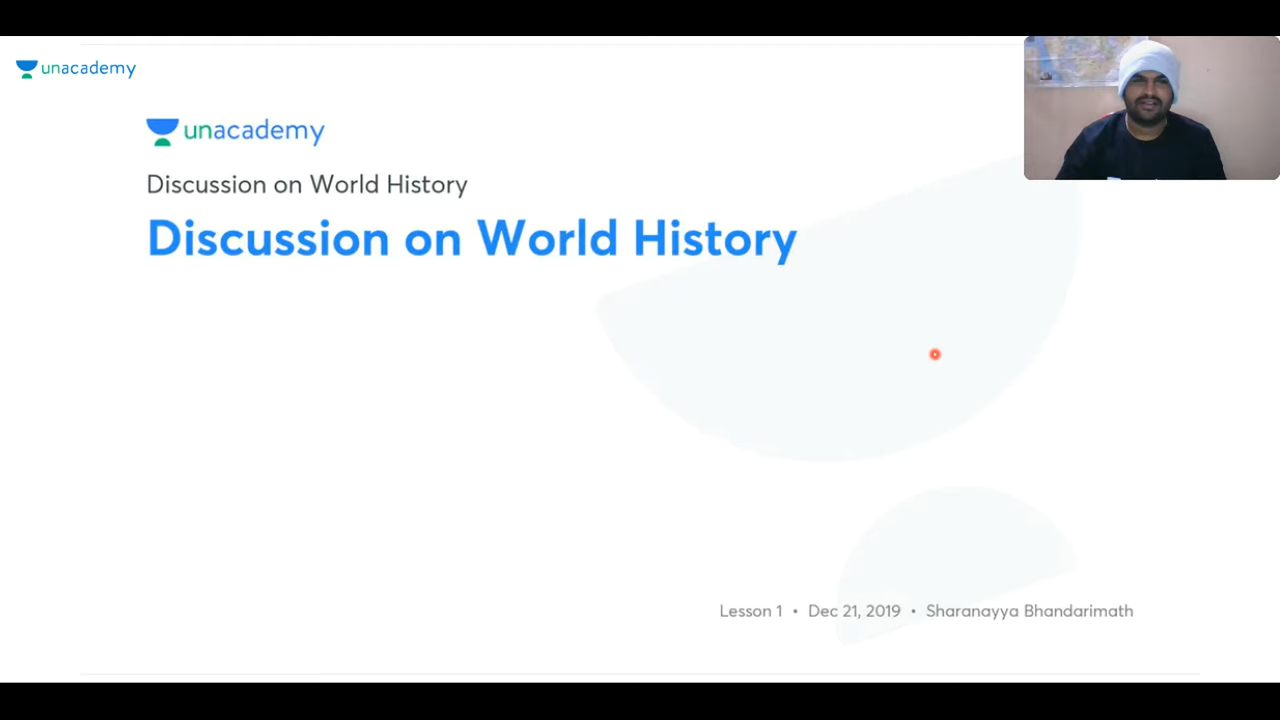 unacademy
unacademy
Discussion on World History
Discussion on World History
Lesson 1 • Dec 21, 2019 • Sharanayya Bhandarimath